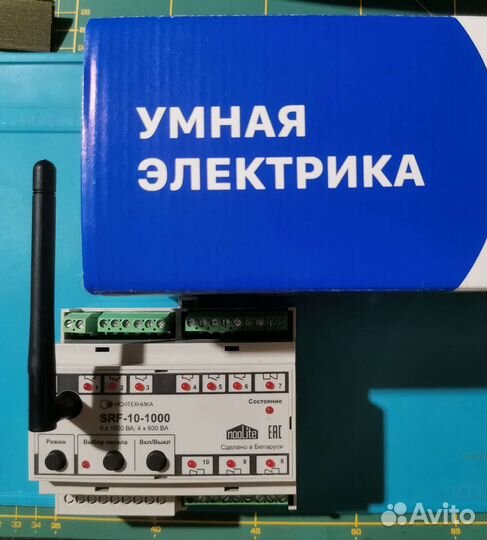 УМНАЯ
ЭЛЕКТРИКА
1 2 3 4 5 6 7
НООТЕХНИКА
Состояние
SRF-10-1000
6 x 1000 ВА; 4 x 600 ВА
nooLite
EAC
Режим Выбор канала Вкл/Выкл
Сделано в Беларуси
10 9 8
Avito